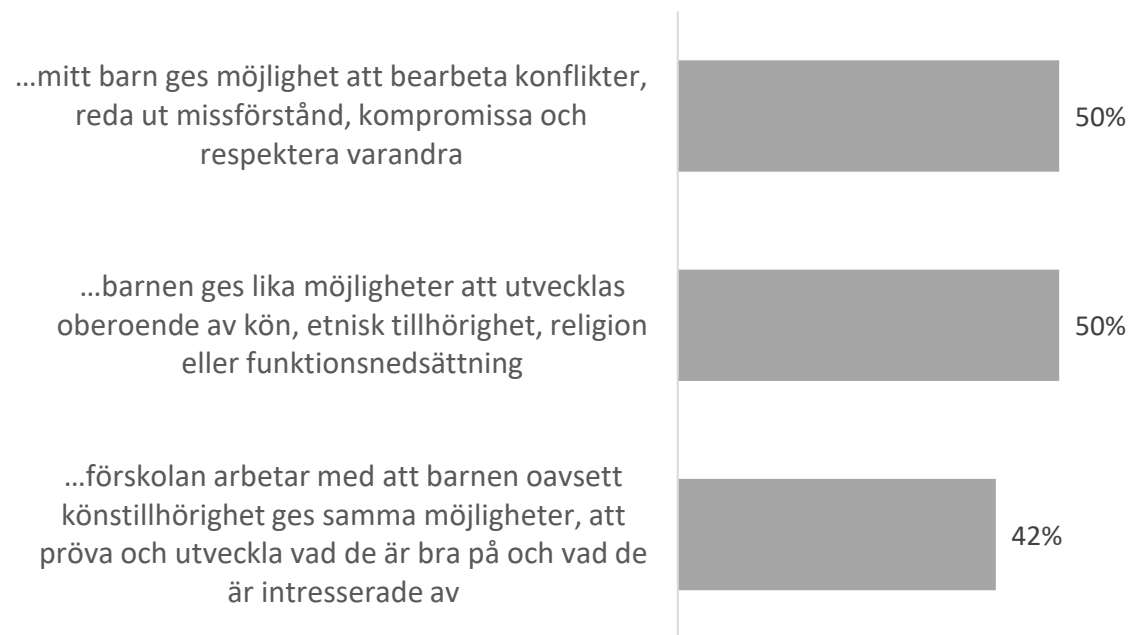 …mitt barn ges möjlighet att bearbeta konflikter,
reda ut missförstånd, kompromissa och
respektera varandra
50%
…barnen ges lika möjligheter att utvecklas
oberoende av kön, etnisk tillhörighet, religion
eller funktionsnedsättning
50%
…förskolan arbetar med att barnen oavsett
könstillhörighet ges samma möjligheter, att
pröva och utveckla vad de är bra på och vad de
är intresserade av
42%